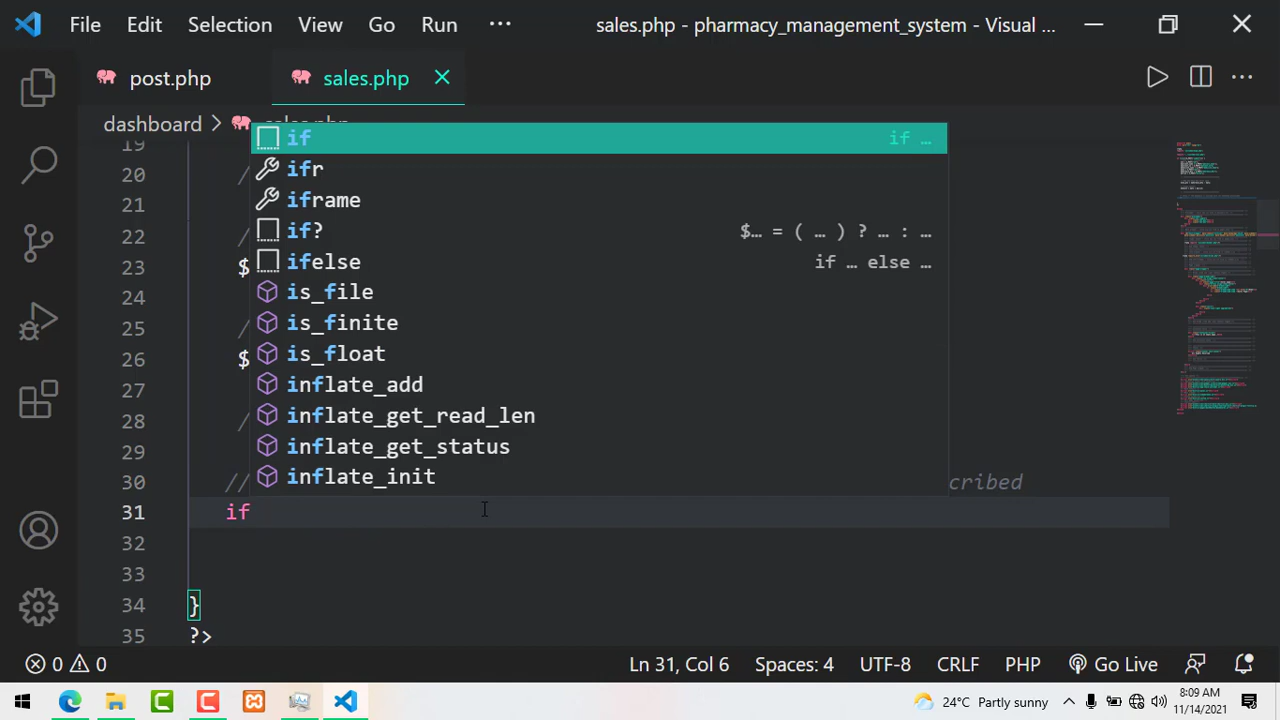 File Edit Selection View Go Run ··· sales.php - pharmacy_management_system - Visual ...
post.php sales.php
dashboard > sales.php
19
if if ...
20 /
ifr
21
iframe
22 /
if? $... = ( ... ) ? ... : ...
23 $
ifelse if ... else ...
24
is_file
25 /
is_finite
26 $
is_float
27
inflate_add
28 /
inflate_get_read_len
29
inflate_get_status
30 // cribed
inflate_init
31 if
32
33
34 }
35 ?>
0 0 Ln 31, Col 6 Spaces: 4 UTF-8 CRLF PHP Go Live
24°C Partly sunny 8:09 AM
11/14/2021